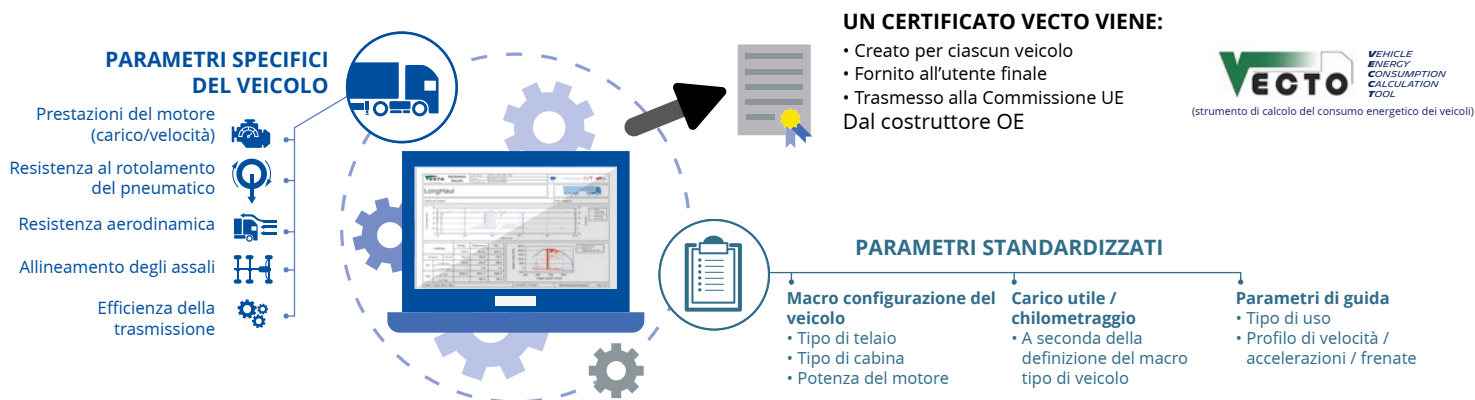 PARAMETRI SPECIFICI
DEL VEICOLO
Prestazioni del motore
(carico/velocità)
Resistenza al rotolamento
del pneumatico
Resistenza aerodinamica
Allineamento degli assali
Efficienza della
trasmissione
VECTO
LongHaul
UN CERTIFICATO VECTO VIENE:
• Creato per ciascun veicolo
• Fornito all’utente finale
• Trasmesso alla Commissione UE
Dal costruttore OE
VECTO
VEHICLE
ENERGY
CONSUMPTION
CALCULATION
TOOL
(strumento di calcolo del consumo energetico dei veicoli)
PARAMETRI STANDARDIZZATI
Macro configurazione del
veicolo
• Tipo di telaio
• Tipo di cabina
• Potenza del motore
Carico utile /
chilometraggio
• A seconda della
definizione del macro
tipo di veicolo
Parametri di guida
• Tipo di uso
• Profilo di velocità /
accelerazioni / frenate